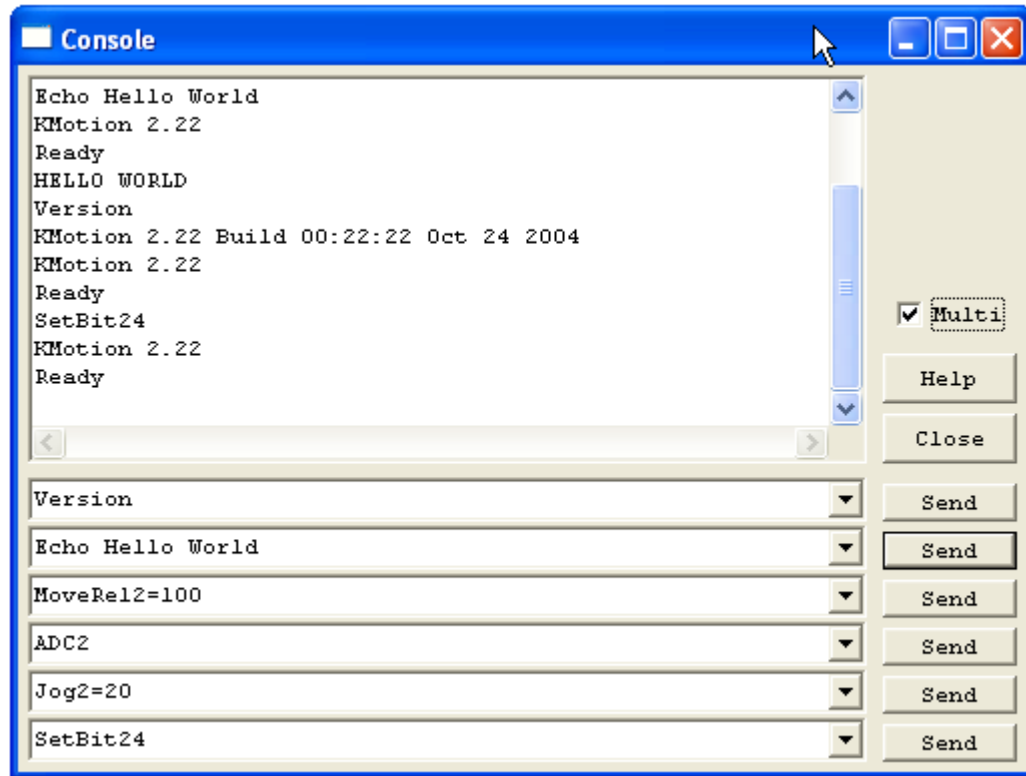 Console
Echo Hello World
KMotion 2.22
Ready
HELLO WORLD
Version
KMotion 2.22 Build 00:22:22 Oct 24 2004
KMotion 2.22
Ready
SetBit24
KMotion 2.22
Ready
Multi
Help
Close
Version
Send
Echo Hello World
Send
MoveRel2=100
Send
ADC2
Send
Jog2=20
Send
SetBit24
Send